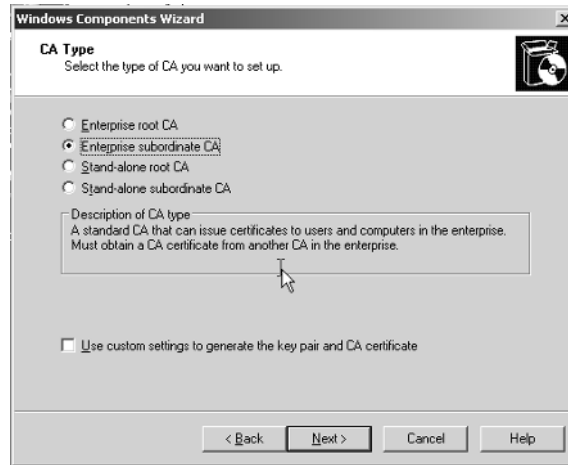 Windows Components Wizard
CA Type
Select the type of CA you want to set up.
Enterprise root CA
Enterprise subordinate CA
Stand-alone root CA
Stand-alone subordinate CA
Description of CA type
A standard CA that can issue certificates to users and computers in the enterprise.
Must obtain a CA certificate from another CA in the enterprise.
Use custom settings to generate the key pair and CA certificate
< Back Next > Cancel Help